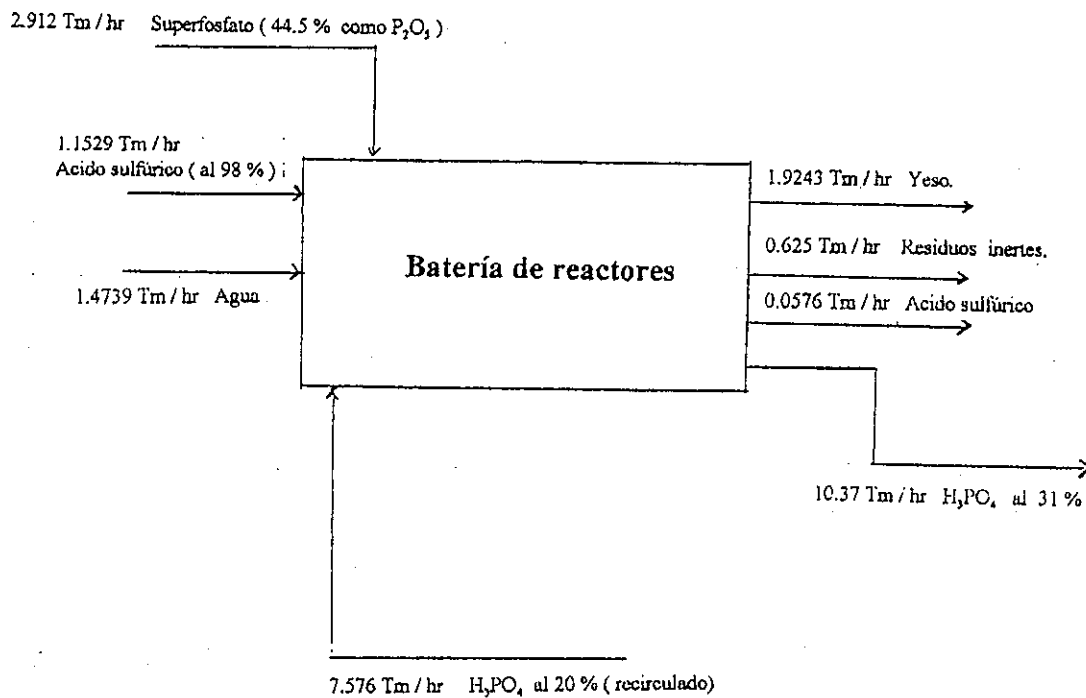 2.912 Tm / hr Superfosfato ( 44.5 % como P₂O₅ )
1.1529 Tm / hr
Acido sulfúrico ( al 98 % )
1.4739 Tm / hr Agua
Batería de reactores
1.9243 Tm / hr Yeso.
0.625 Tm / hr Residuos inertes.
0.0576 Tm / hr Acido sulfúrico
10.37 Tm / hr H₃PO₄ al 31 %
7.576 Tm / hr H₃PO₄ al 20 % ( recirculado)